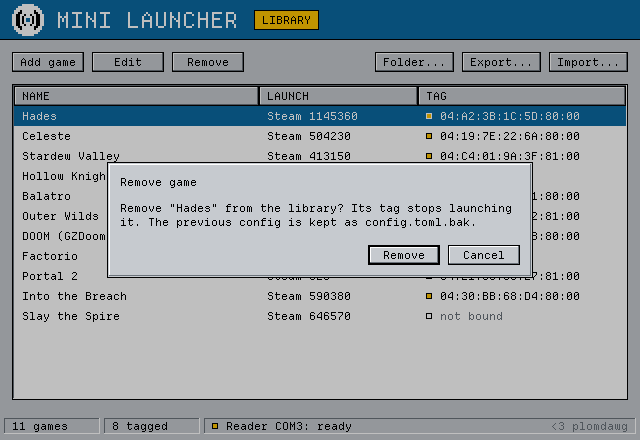 MINI LAUNCHER LIBRARY
Add game Edit Remove Folder... Export... Import...
NAME LAUNCH TAG
Hades Steam 1145360 04:A2:3B:1C:5D:80:00
Celeste Steam 504230 04:19:7E:22:6A:80:00
Stardew Valley Steam 413150 04:C4:01:9A:3F:81:00
Hollow
Balatro
Outer Wilds
DOOM
Factorio
Portal 2
Remove game
Remove "Hades" from the library? Its tag stops launching
it. The previous config is kept as config.toml.bak.
Remove Cancel
Into the Breach Steam 590380 04:30:BB:68:D4:80:00
Slay the Spire Steam 646570 not bound
11 games 8 tagged Reader COM3: ready <3 plomdawg